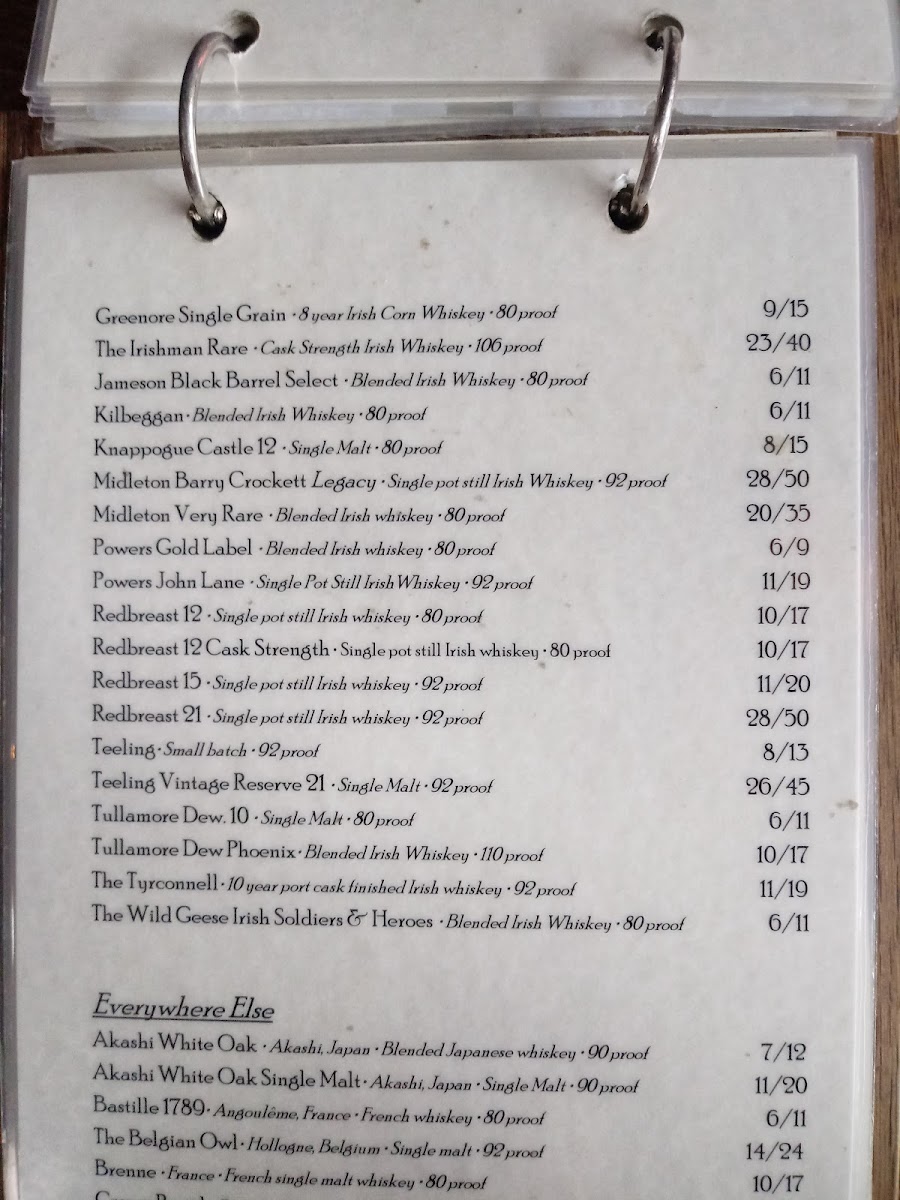 Greenore Single Grain · 8 year Irish Corn Whiskey · 80 proof 9/15
The Irishman Rare · Cask Strength Irish Whiskey · 106 proof 23/40
Jameson Black Barrel Select · Blended Irish Whiskey · 80 proof 6/11
Kilbeggan · Blended Irish Whiskey · 80 proof 6/11
Knappogue Castle 12 · Single Malt · 80 proof 8/15
Midleton Barry Crockett Legacy · Single pot still Irish Whiskey · 92 proof 28/50
Midleton Very Rare · Blended Irish whiskey · 80 proof 20/35
Powers Gold Label · Blended Irish whiskey · 80 proof 6/9
Powers John Lane · Single Pot Still Irish Whiskey · 92 proof 11/19
Redbreast 12 · Single pot still Irish whiskey · 80 proof 10/17
Redbreast 12 Cask Strength · Single pot still Irish whiskey · 80 proof 10/17
Redbreast 15 · Single pot still Irish whiskey · 92 proof 11/20
Redbreast 21 · Single pot still Irish whiskey · 92 proof 28/50
Teeling · Small batch · 92 proof 8/13
Teeling Vintage Reserve 21 · Single Malt · 92 proof 26/45
Tullamore Dew. 10 · Single Malt · 80 proof 6/11
Tullamore Dew Phoenix · Blended Irish Whiskey · 110 proof 10/17
The Tyrconnell · 10 year port cask finished Irish whiskey · 92 proof 11/19
The Wild Geese Irish Soldiers & Heroes · Blended Irish Whiskey · 80 proof 6/11
Everywhere Else
Akashi White Oak · Akashi, Japan · Blended Japanese whiskey · 90 proof 7/12
Akashi White Oak Single Malt · Akashi, Japan · Single Malt · 90 proof 11/20
Bastille 1789 · Angoulême, France · French whiskey · 80 proof 6/11
The Belgian Owl · Hollogne, Belgium · Single malt · 92 proof 14/24
Brenne · France · French single malt whiskey · 80 proof 10/17